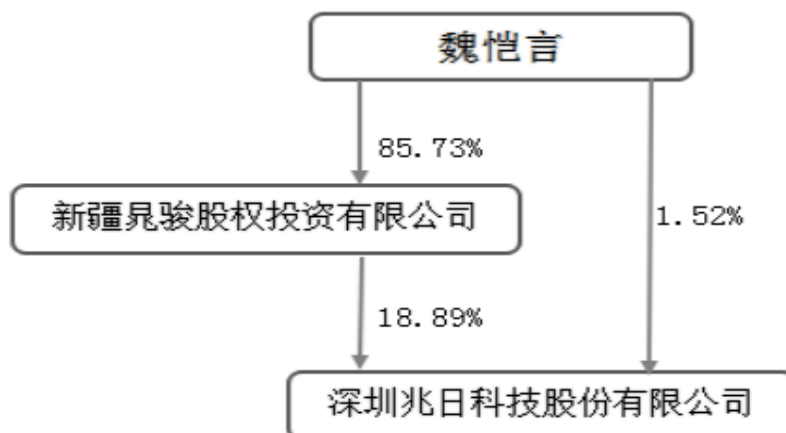 魏恺言
85.73%
新疆晁骏股权投资有限公司
1.52%
18.89%
深圳兆日科技股份有限公司